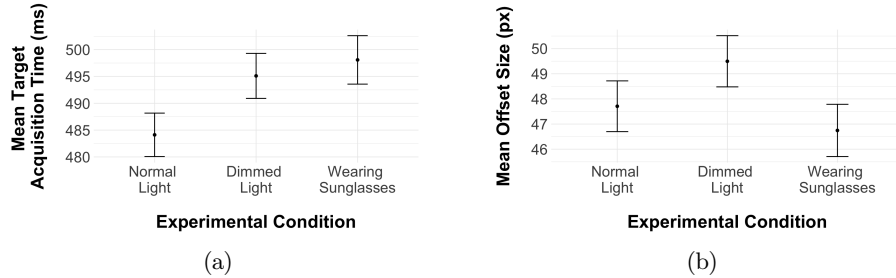 Mean Target
Acquisition Time (ms)
500
495
490
485
480
Normal
Light
Dimmed
Light
Wearing
Sunglasses
Experimental Condition
(a)
Mean Offset Size (px)
50
49
48
47
46
Normal
Light
Dimmed
Light
Wearing
Sunglasses
Experimental Condition
(b)